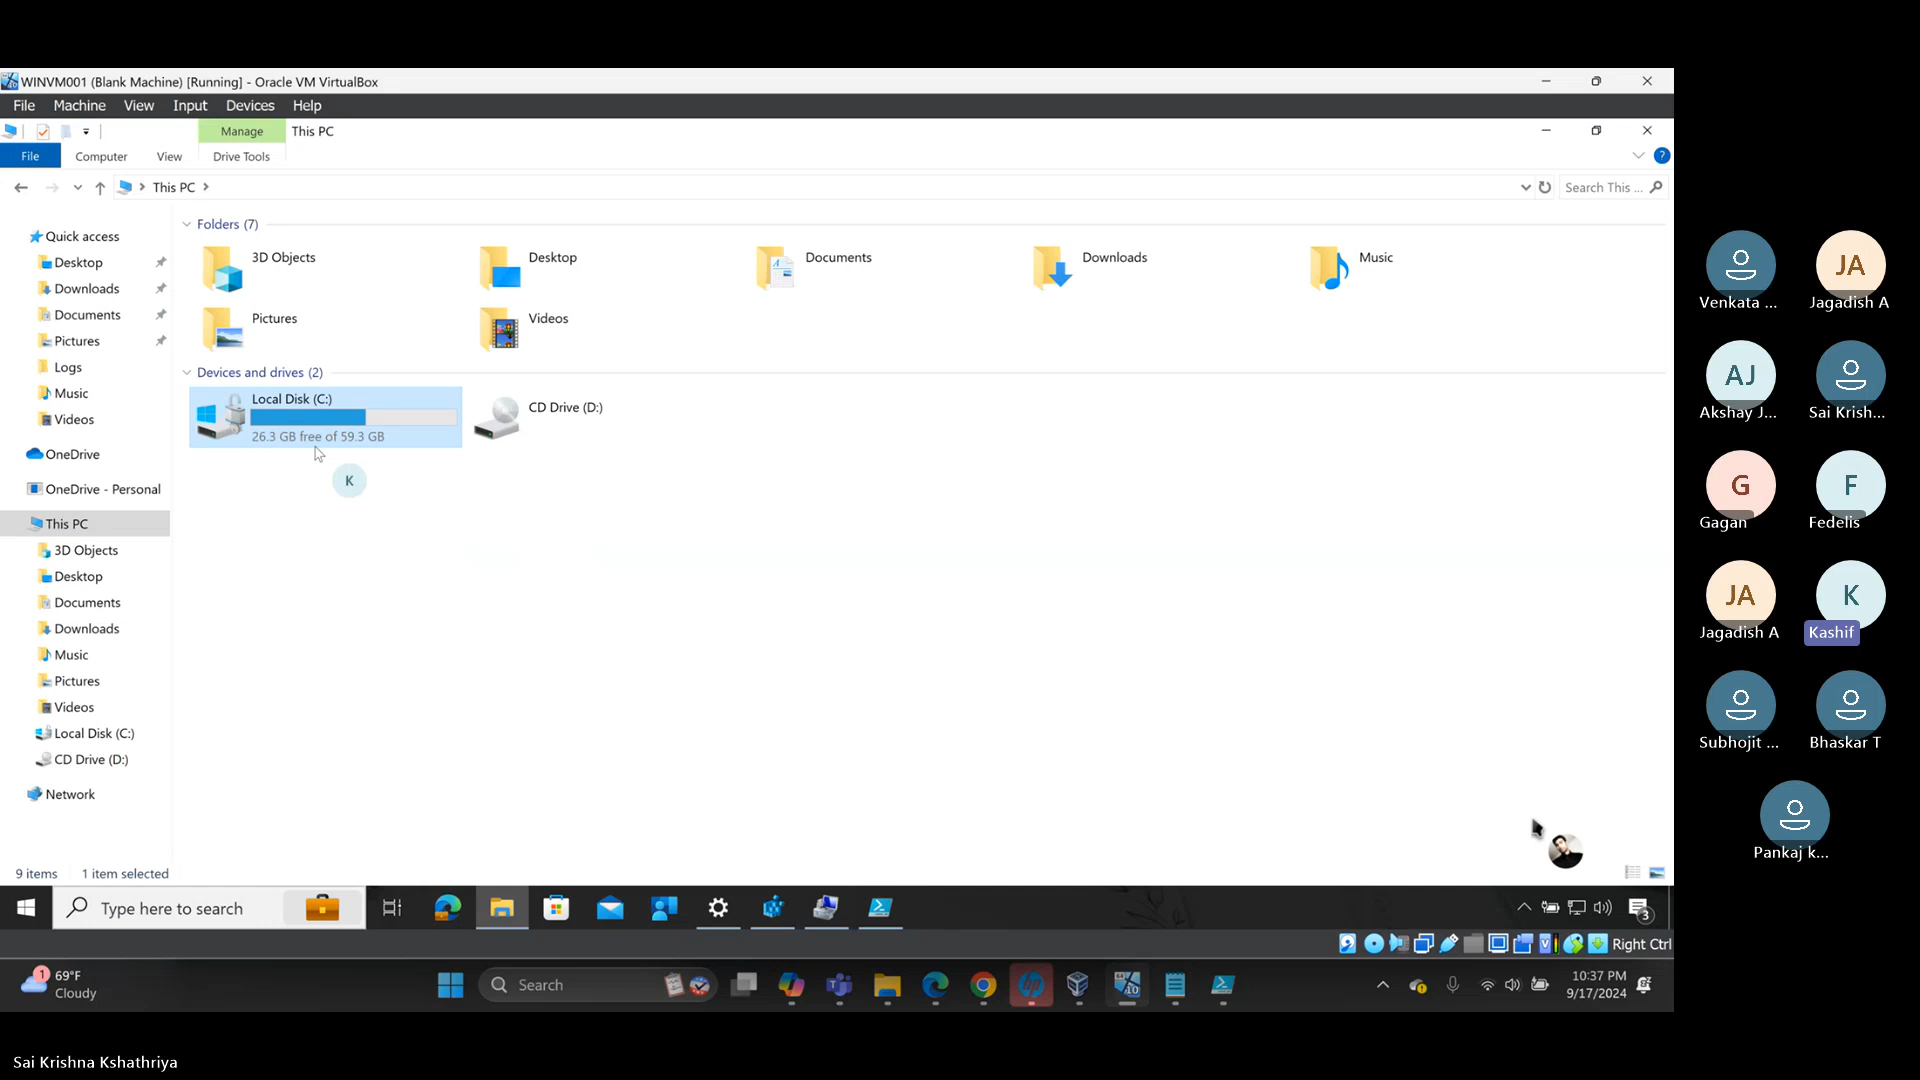 WINVM001 (Blank Machine) [Running] - Oracle VM VirtualBox
File Machine View Input Devices Help
Manage This PC
File Computer View Drive Tools
This PC
Search This ...
Quick access
Desktop
Downloads
Documents
Pictures
Logs
Music
Videos
OneDrive
OneDrive - Personal
This PC
3D Objects
Desktop
Documents
Downloads
Music
Pictures
Videos
Local Disk (C:)
CD Drive (D:)
Network
Folders (7)
3D Objects
Desktop
Documents
Downloads
Music
Pictures
Videos
Devices and drives (2)
Local Disk (C:)
26.3 GB free of 59.3 GB
CD Drive (D:)
K
9 items 1 item selected
Type here to search
3
Right Ctrl
1
69°F
Cloudy
Search
10:37 PM
9/17/2024
Venkata ...
JA
Jagadish A
AJ
Akshay J...
Sai Krish...
G
Gagan
F
Fedelis
JA
Jagadish A
K
Kashif
Subhojit ...
Bhaskar T
Pankaj k...
Sai Krishna Kshathriya